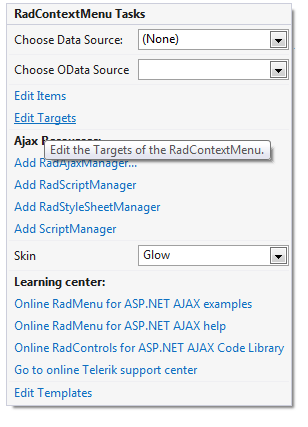 RadContextMenu Tasks
Choose Data Source: (None)
Choose OData Source
Edit Items
Edit Targets
Edit the Targets of the RadContextMenu.
Add RadAjaxManager...
Add RadScriptManager
Add RadStyleSheetManager
Add ScriptManager
Skin Glow
Learning center:
Online RadMenu for ASP.NET AJAX examples
Online RadMenu for ASP.NET AJAX help
Online RadControls for ASP.NET AJAX Code Library
Go to online Telerik support center
Edit Templates